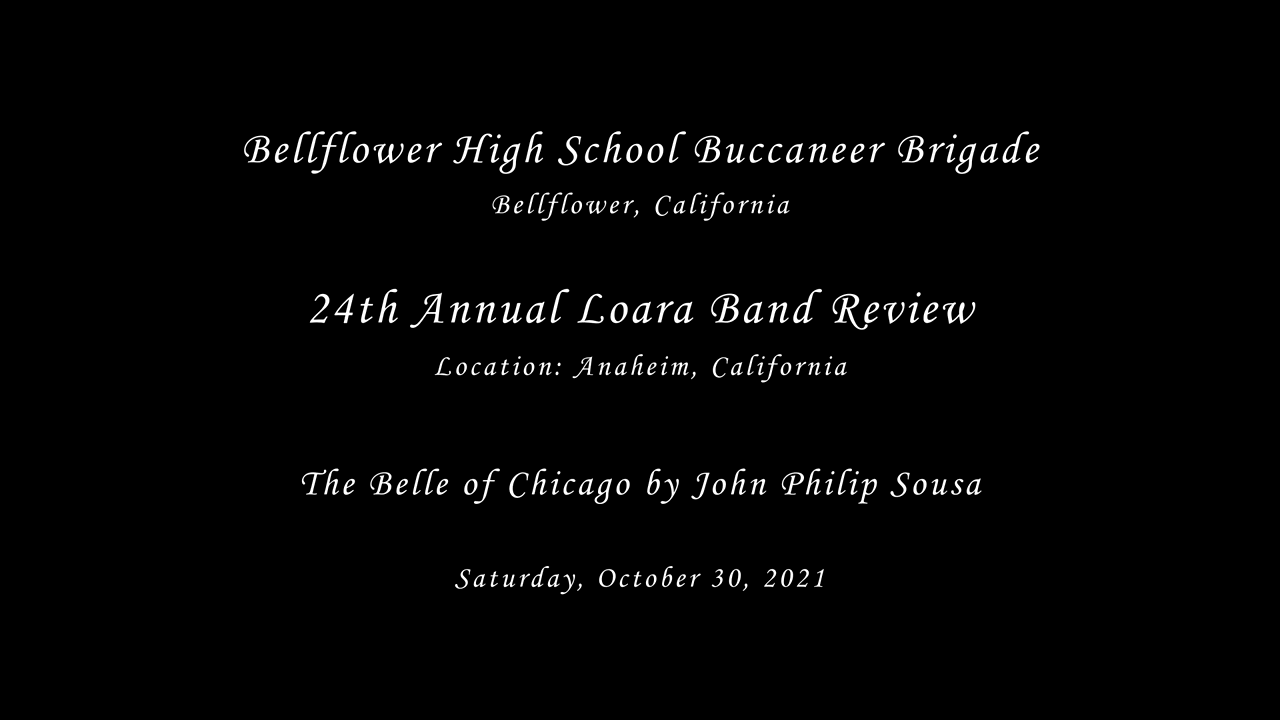 Bellflower High School Buccaneer Brigade
Bellflower, California
24th Annual Loara Band Review
Location: Anaheim, California
The Belle of Chicago by John Philip Sousa
Saturday, October 30, 2021